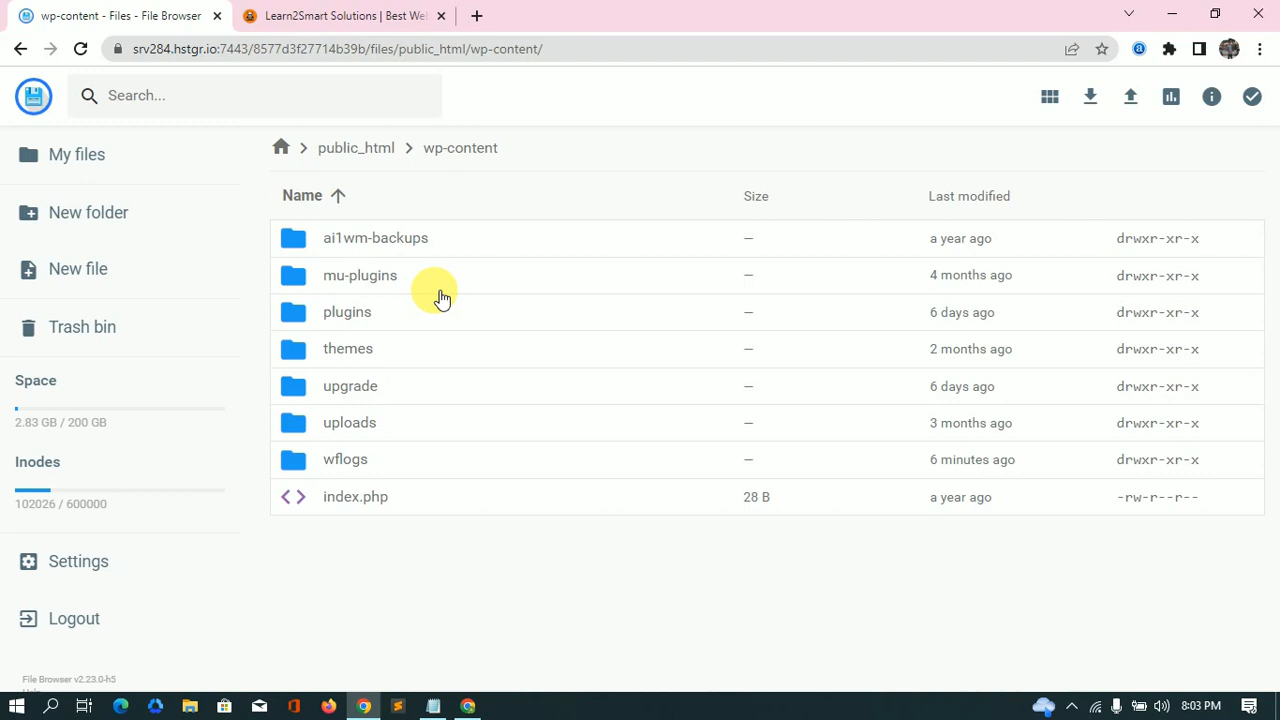 wp-content - Files - File Browser
Learn2Smart Solutions | Best We
srv284.hstgr.io:7443/8577d3f27714b39b/files/public_html/wp-content/
Search...
My files
New folder
New file
Trash bin
Space
2.83 GB / 200 GB
Inodes
102026 / 600000
Settings
Logout
File Browser v2.23.0-h5
Help
public_html > wp-content
Name Size Last modified
ai1wm-backups — a year ago drwxr-xr-x
mu-plugins — 4 months ago drwxr-xr-x
plugins — 6 days ago drwxr-xr-x
themes — 2 months ago drwxr-xr-x
upgrade — 6 days ago drwxr-xr-x
uploads — 3 months ago drwxr-xr-x
wflogs — 6 minutes ago drwxr-xr-x
index.php 28 B a year ago -rw-r--r--
8:03 PM